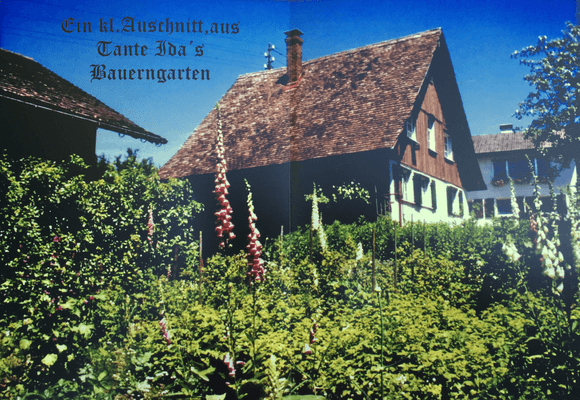 Ein kl.Auschnitt,aus
Tante Ida's
Bauerngarten